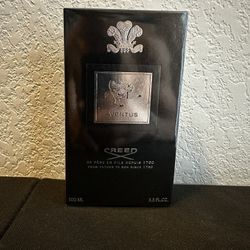 AVENTUS
CREED
DE PÈRE EN FILS DEPUIS 1760
FROM FATHER TO SON SINCE 1760
100 ML
3.3 FL.OZ.